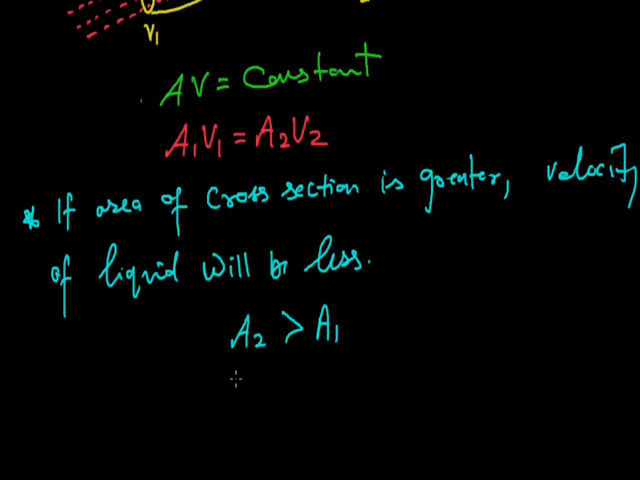 V1
AV = Constant
A1V1 = A2V2
* If area of cross section is greater, velocity
of liquid will be less.
A2 > A1